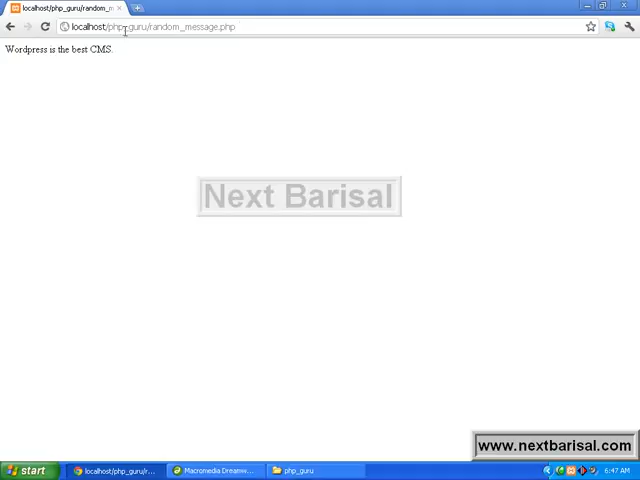 localhost/php_guru/random_m
localhost/php_guru/random_message.php
Wordpress is the best CMS.
Next Barisal
www.nextbarisal.com
start
localhost/php_guru/r...
Macromedia Dreamw...
php_guru
6:47 AM